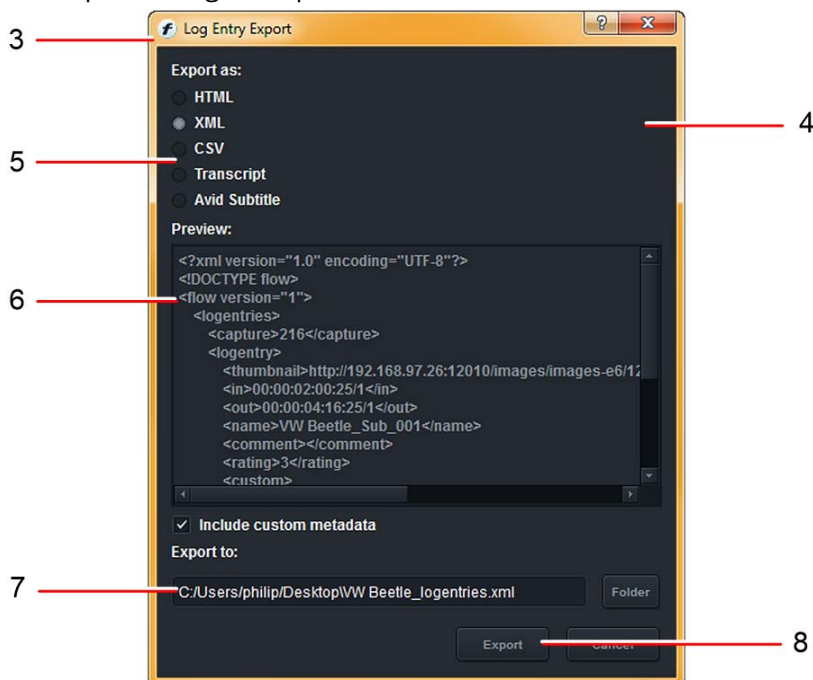 3
Log Entry Export
Export as:
HTML
XML
4
CSV
5
Transcript
Avid Subtitle
Preview:
<?xml version="1.0" encoding="UTF-8"?>
<!DOCTYPE flow>
6
<flow version="1">
<logentries>
<capture>216</capture>
<logentry>
<thumbnail>http://192.168.97.26:12010/images/images-e6/12
<in>00:00:02:00:25/1</in>
<out>00:00:04:16:25/1</out>
<name>VW Beetle_Sub_001</name>
<comment></comment>
<rating>3</rating>
<custom>
Include custom metadata
Export to:
7
C:/Users/philip/Desktop\VW Beetle_logentries.xml
Folder
Export
Cancel
8